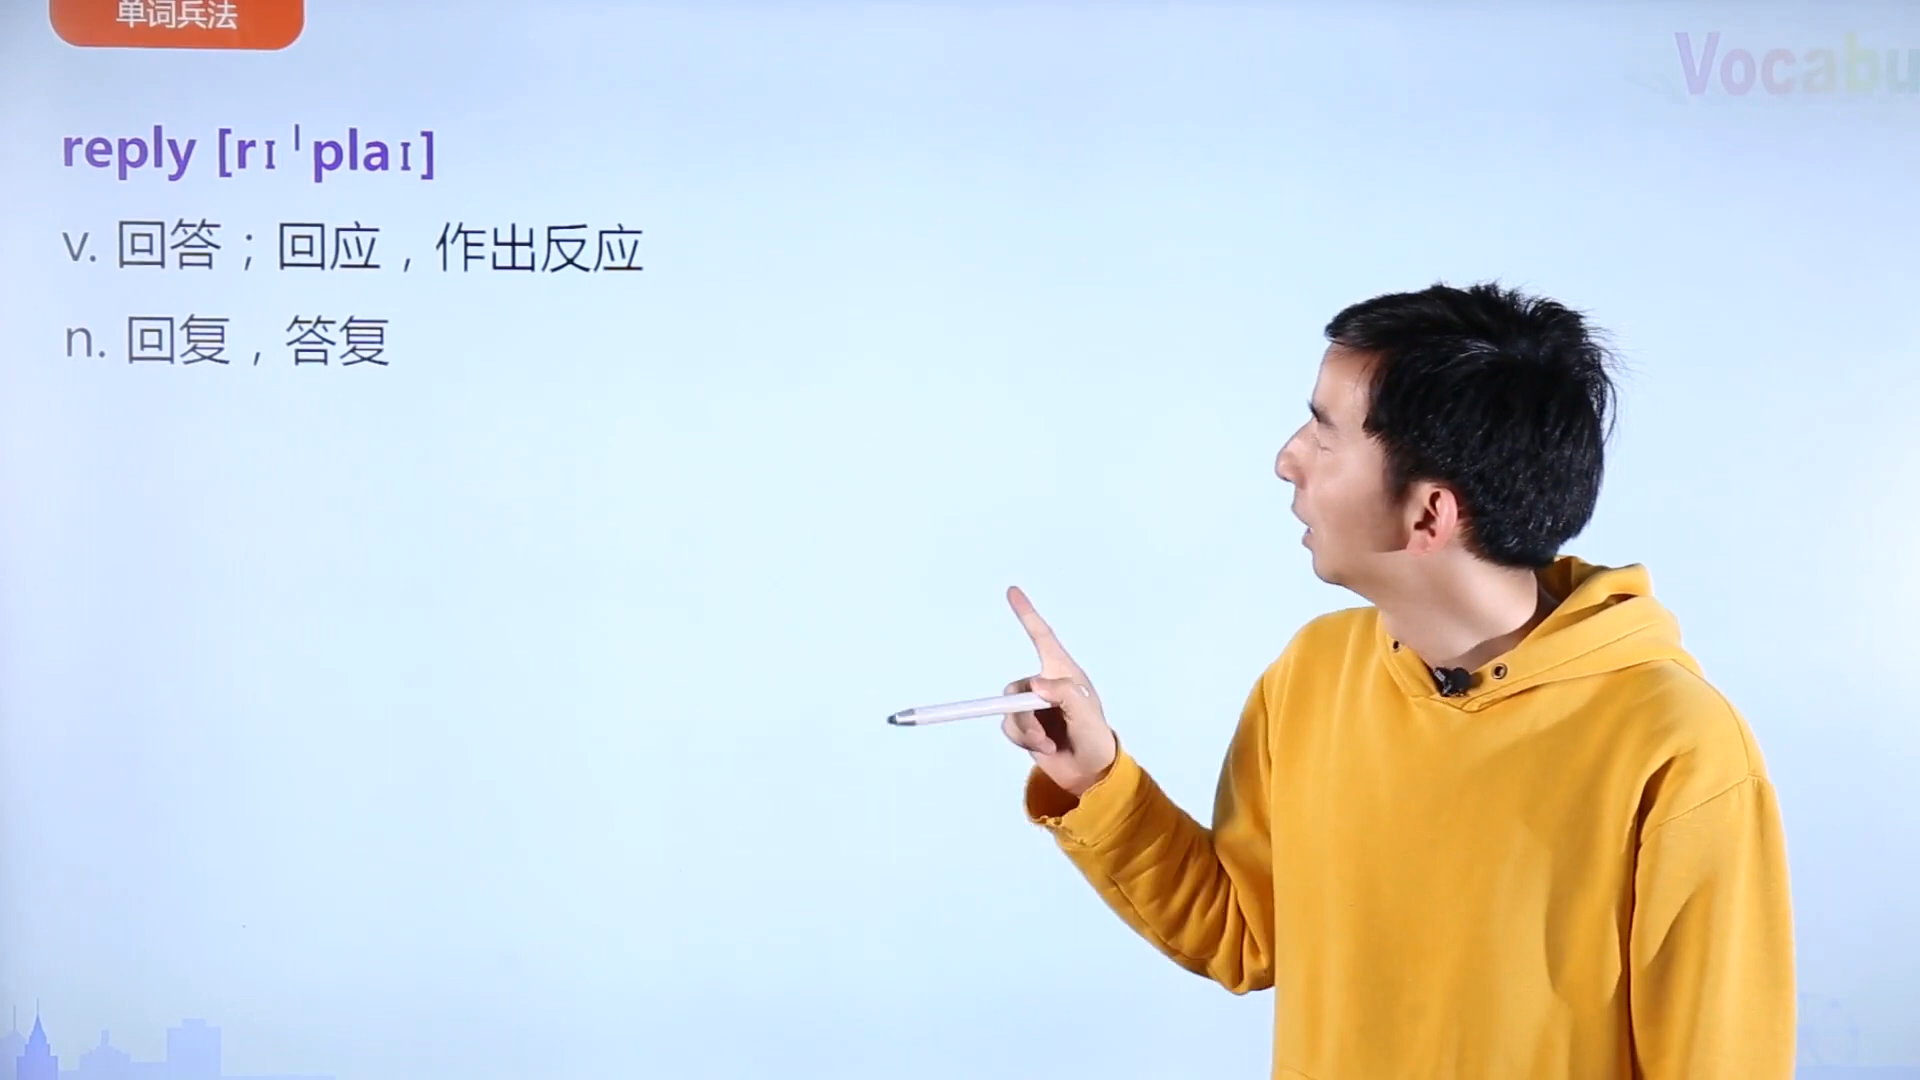 单词兵法
Vocabu
reply [rɪˈplaɪ]
v. 回答；回应，作出反应
n. 回复，答复